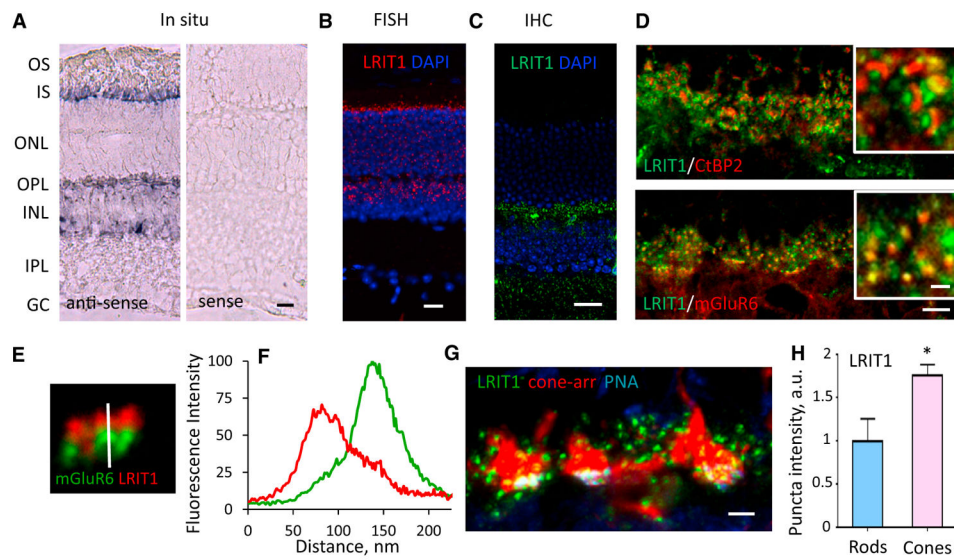 A
In situ
OS
IS
ONL
OPL
INL
IPL
GC
anti-sense
sense
B
FISH
LRIT1 DAPI
C
IHC
LRIT1 DAPI
D
LRIT1/CtBP2
LRIT1/mGluR6
E
mGluR6 LRIT1
F
Fluorescence Intensity
100
75
50
25
0
0 50 100 150 200
Distance, nm
G
LRIT1 cone-arr PNA
H
LRIT1
*
Puncta intensity, a.u.
2
1.5
1
0.5
0
Rods Cones